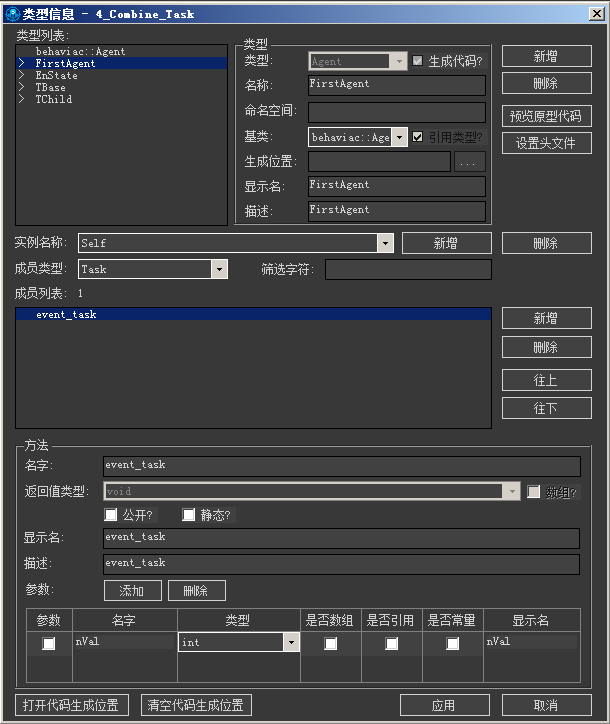 类型信息 - 4_Combine_Task
类型列表:
behaviac::Agent
FirstAgent
EnState
TBase
TChild
类型
类型: Agent 生成代码?
名称: FirstAgent
命名空间:
基类: behaviac::Age 引用类型?
生成位置: ...
显示名: FirstAgent
描述: FirstAgent
新增
删除
预览原型代码
设置头文件
实例名称: Self 新增 删除
成员类型: Task 筛选字符:
成员列表: 1
event_task
新增
删除
往上
往下
方法
名字: event_task
返回值类型: void 数组?
公开? 静态?
显示名: event_task
描述: event_task
参数: 添加 删除
参数 名字 类型 是否数组 是否引用 是否常量 显示名
nVal int nVal
打开代码生成位置 清空代码生成位置 应用 取消